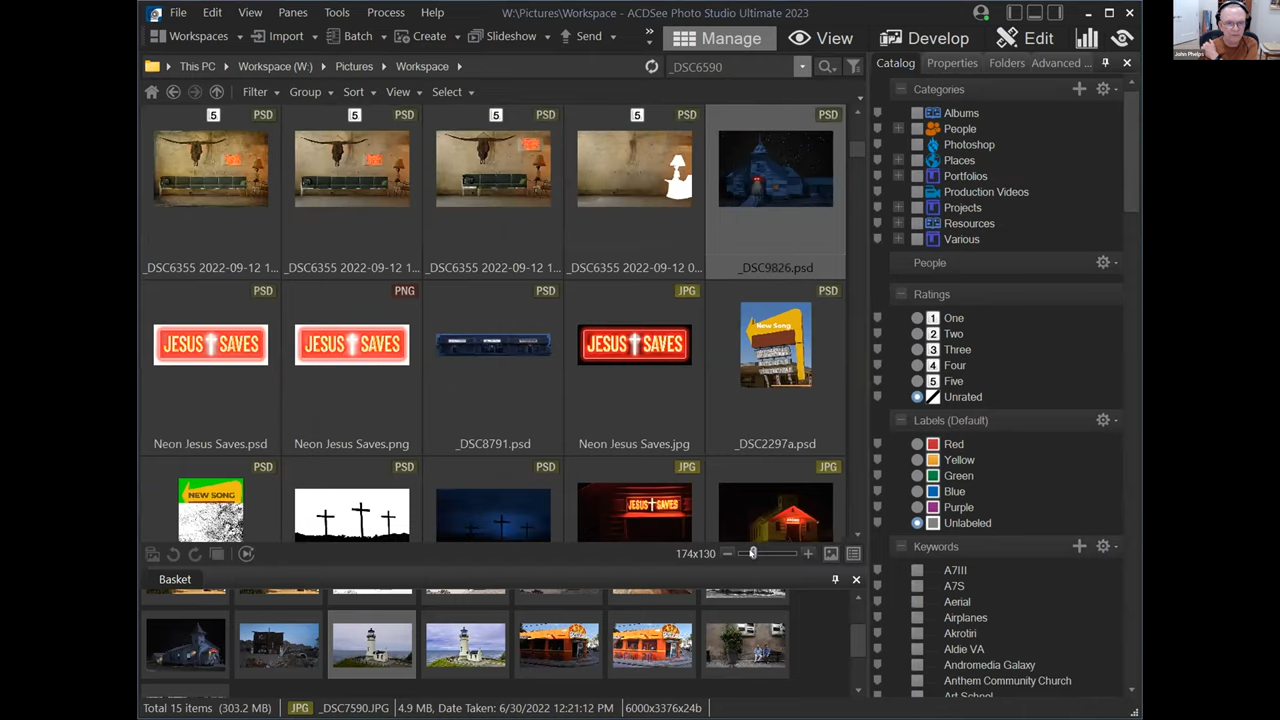 File Edit View Panes Tools Process Help W:\Pictures\Workspace - ACDSee Photo Studio Ultimate 2023
Workspaces Import Batch Create Slideshow Send Manage View Develop Edit
This PC Workspace (W:) Pictures Workspace _DSC6590
Filter Group Sort View Select
Catalog Properties Folders Advanced ...
5 PSD 5 PSD 5 PSD 5 PSD PSD
_DSC6355 2022-09-12 1... _DSC6355 2022-09-12 1... _DSC6355 2022-09-12 1... _DSC6355 2022-09-12 0... _DSC9826.psd
PSD PNG PSD JPG PSD
JESUS SAVES JESUS SAVES JESUS SAVES New Song
Neon Jesus Saves.psd Neon Jesus Saves.png _DSC8791.psd Neon Jesus Saves.jpg _DSC2297a.psd
PSD PSD PSD JPG JPG
NEW SONG JESUS SAVES
174x130
Basket
Total 15 items (303.2 MB) JPG _DSC7590.JPG 4.9 MB, Date Taken: 6/30/2022 12:21:12 PM 6000x3376x24b
Categories
Albums
People
Photoshop
Places
Portfolios
Production Videos
Projects
Resources
Various
People
Ratings
1 One
2 Two
3 Three
4 Four
5 Five
Unrated
Labels (Default)
Red
Yellow
Green
Blue
Purple
Unlabeled
Keywords
A7III
A7S
Aerial
Airplanes
Akrotiri
Aldie VA
Andromedia Galaxy
Anthem Community Church
Art School
John Phelps